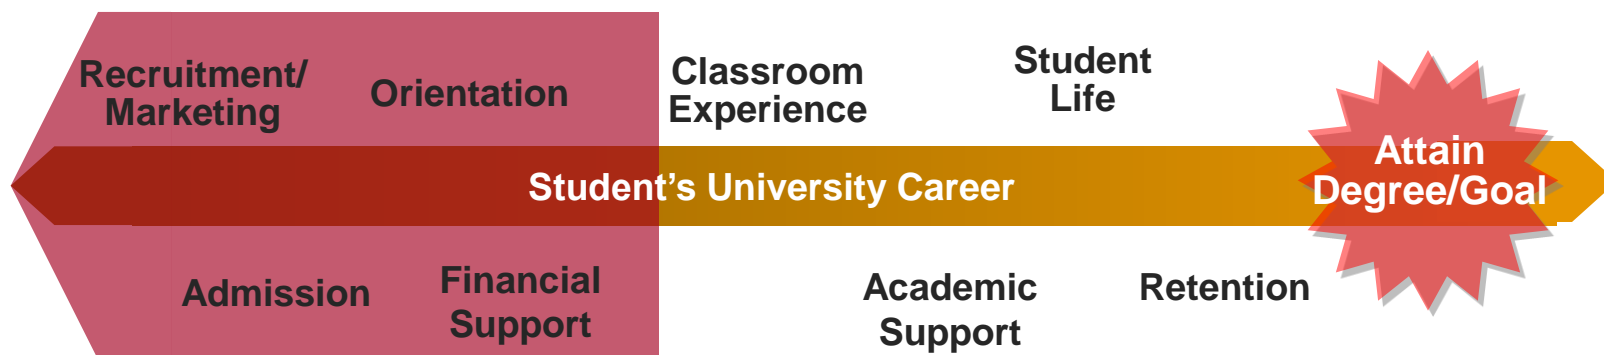 Recruitment/
Marketing
Orientation
Classroom
Experience
Student
Life
Student's University Career
Attain
Degree/Goal
Admission
Financial
Support
Academic
Support
Retention